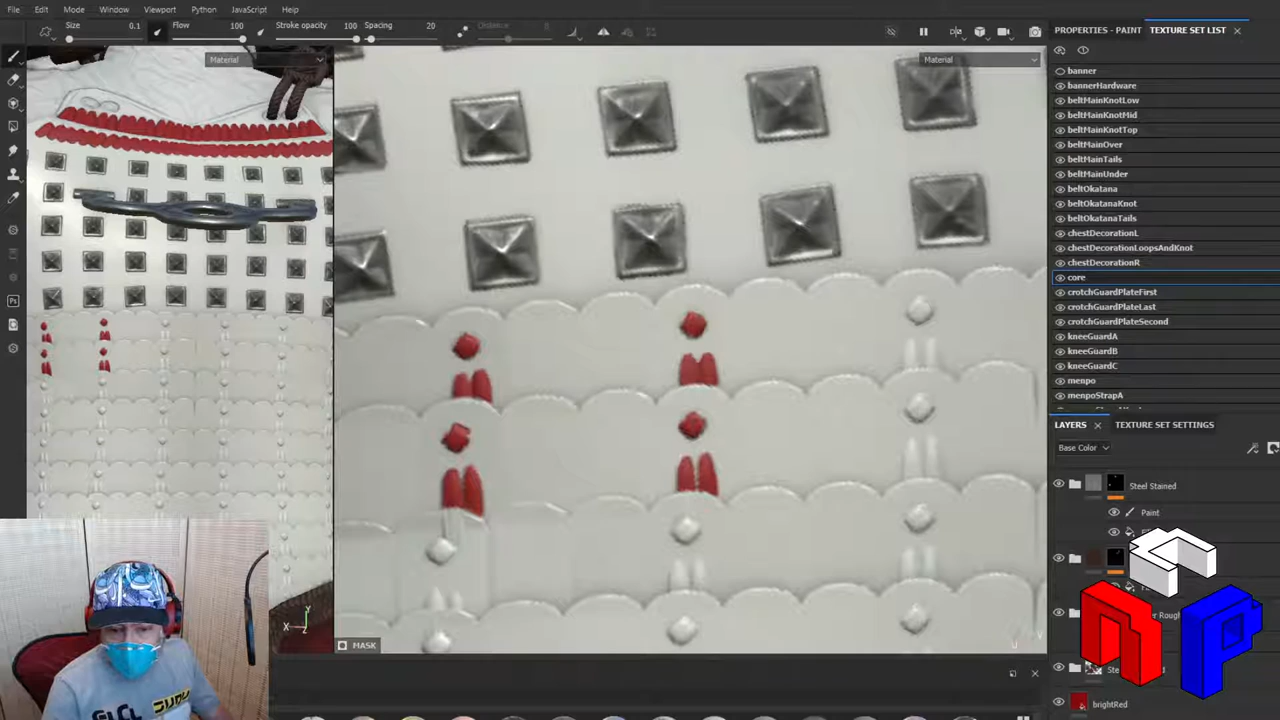 File Edit Mode Window Viewport Python JavaScript Help
Size 0.1 Flow 100 Stroke opacity 100 Spacing 20 Distance 8
Material
Material
PROPERTIES - PAINT TEXTURE SET LIST
banner
bannerHardware
beltMainKnotLow
beltMainKnotMid
beltMainKnotTop
beltMainOver
beltMainTails
beltMainUnder
beltOkatana
beltOkatanaKnot
beltOkatanaTails
chestDecorationL
chestDecorationLoopsAndKnot
chestDecorationR
core
crotchGuardPlateFirst
crotchGuardPlateLast
crotchGuardPlateSecond
kneeGuardA
kneeGuardB
kneeGuardC
menpo
menpoStrapA
LAYERS TEXTURE SET SETTINGS
Base Color
Steel Stained
Paint
brightRed
MASK
Y
X
Z
Ps